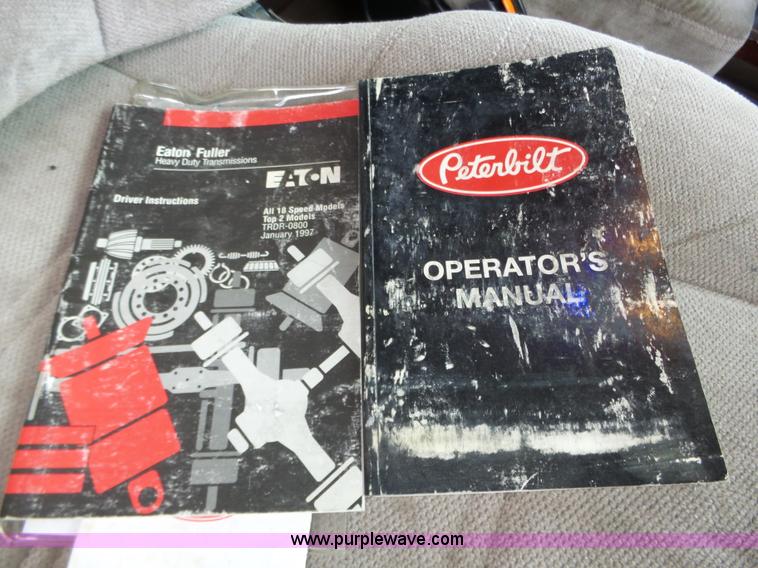 Eaton® Fuller
Heavy Duty Transmissions
EATON
Driver Instructions
All 18 Speed Models
Top 2 Models
TRDR-0800
January 1997
Peterbilt
OPERATOR'S
MANUAL
www.purplewave.com